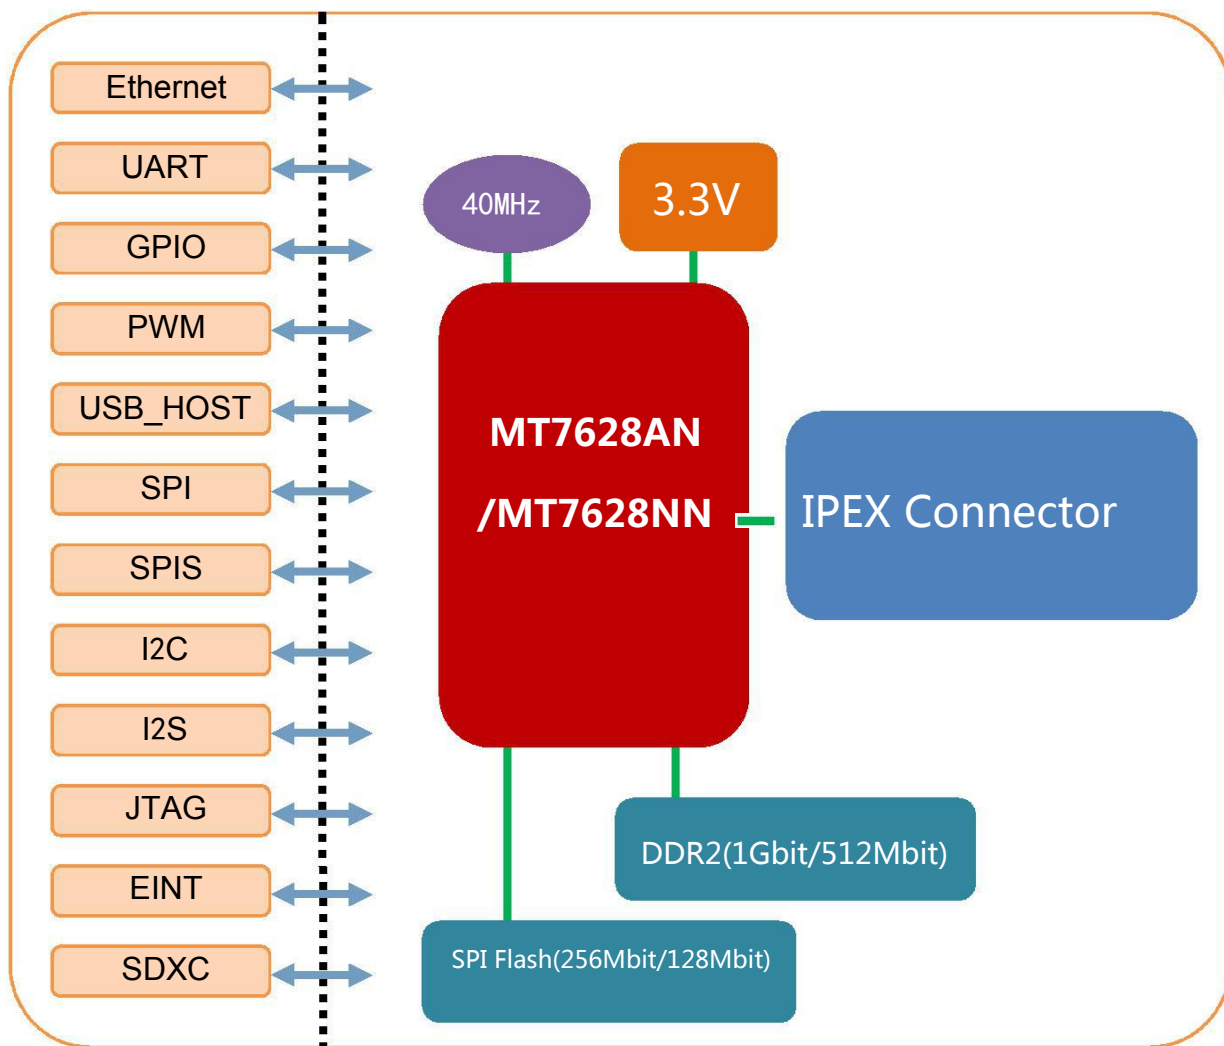 Ethernet
UART
GPIO
PWM
USB_HOST
SPI
SPIS
I2C
I2S
JTAG
EINT
SDXC
40MHz
3.3V
MT7628AN
/MT7628NN
IPEX Connector
DDR2(1Gbit/512Mbit)
SPI Flash(256Mbit/128Mbit)